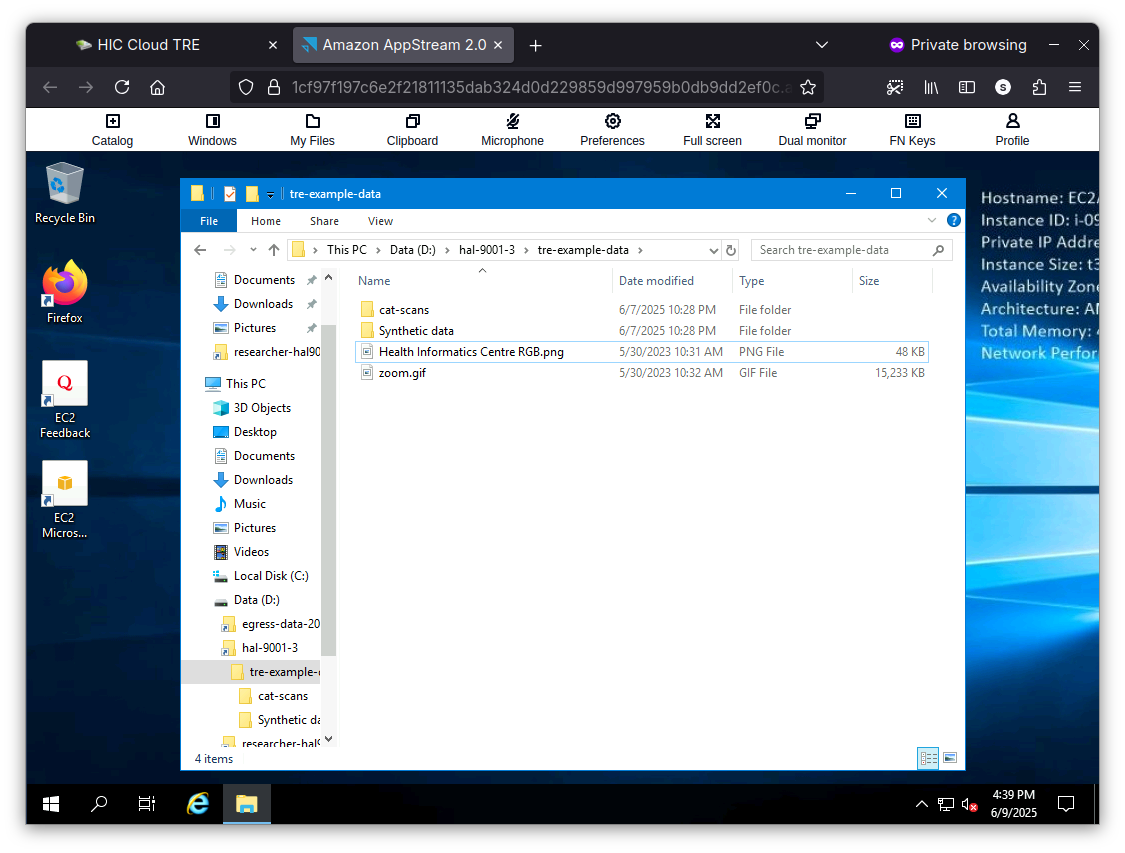 HIC Cloud TRE
Amazon AppStream 2.0
Private browsing
1cf97f197c6e2f21811135dab324d0d229859d997959b0db9dd2ef0c.a
S
Catalog Windows My Files Clipboard Microphone Preferences Full screen Dual monitor FN Keys Profile
Recycle Bin
Firefox
EC2
Feedback
EC2
Micros...
tre-example-data
File Home Share View
This PC > Data (D:) > hal-9001-3 > tre-example-data >
Search tre-example-data
Documents
Downloads
Pictures
researcher-hal90
This PC
3D Objects
Desktop
Documents
Downloads
Music
Pictures
Videos
Local Disk (C:)
Data (D:)
egress-data-20
hal-9001-3
tre-example-
cat-scans
Synthetic da
researcher-hal9
Name Date modified Type Size
cat-scans 6/7/2025 10:28 PM File folder
Synthetic data 6/7/2025 10:28 PM File folder
Health Informatics Centre RGB.png 5/30/2023 10:31 AM PNG File 48 KB
zoom.gif 5/30/2023 10:32 AM GIF File 15,233 KB
4 items
Hostname: EC2
Instance ID: i-09
Private IP Addre
Instance Size: t3
Availability Zon
Architecture: AM
Total Memory: 4
Network Perfor
4:39 PM
6/9/2025